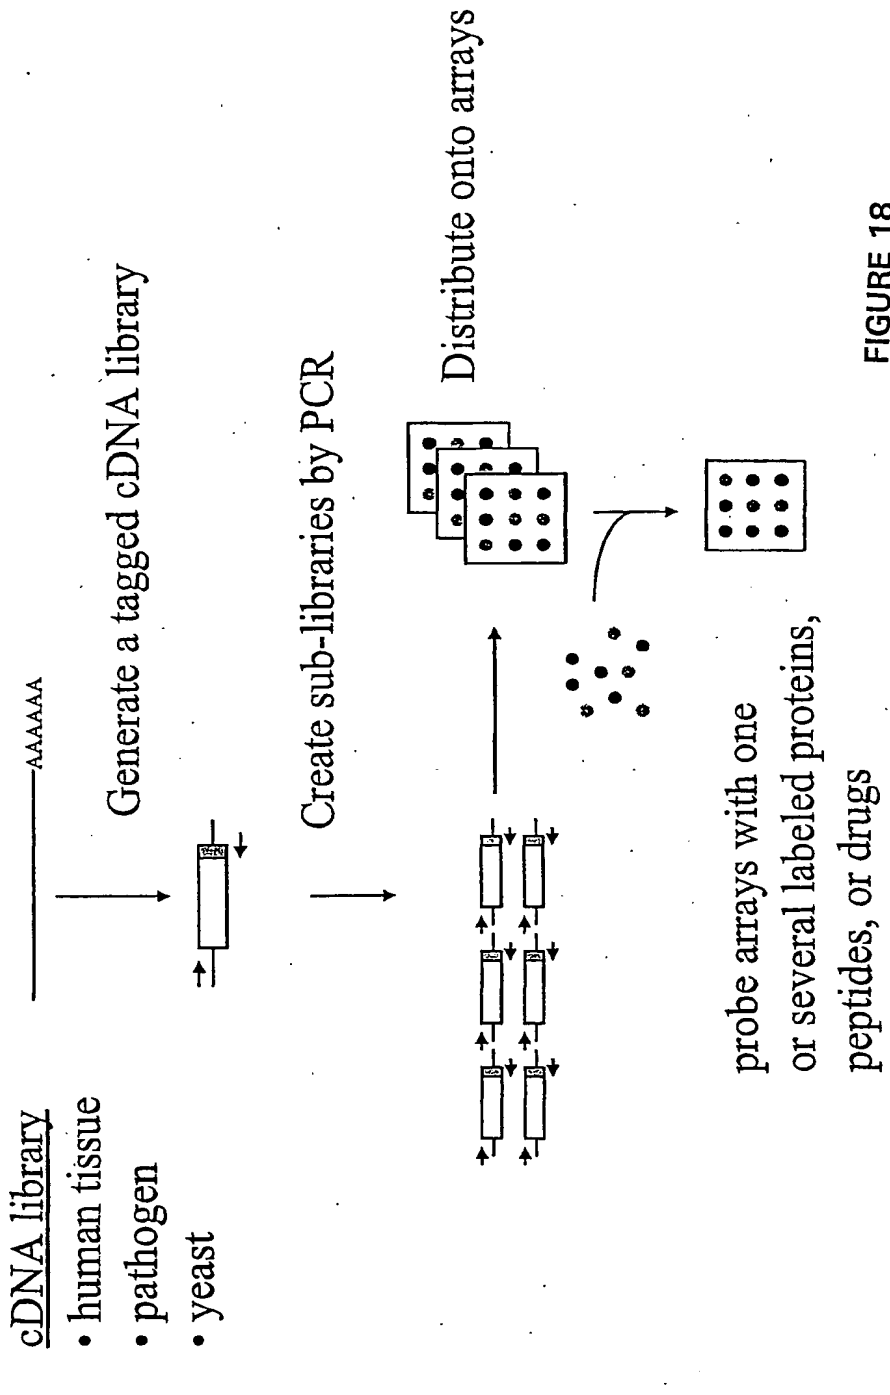 cDNA library
• human tissue
• pathogen
• yeast
AAAAAAA
Generate a tagged cDNA library
Create sub-libraries by PCR
Distribute onto arrays
probe arrays with one
or several labeled proteins,
peptides, or drugs
FIGURE 18